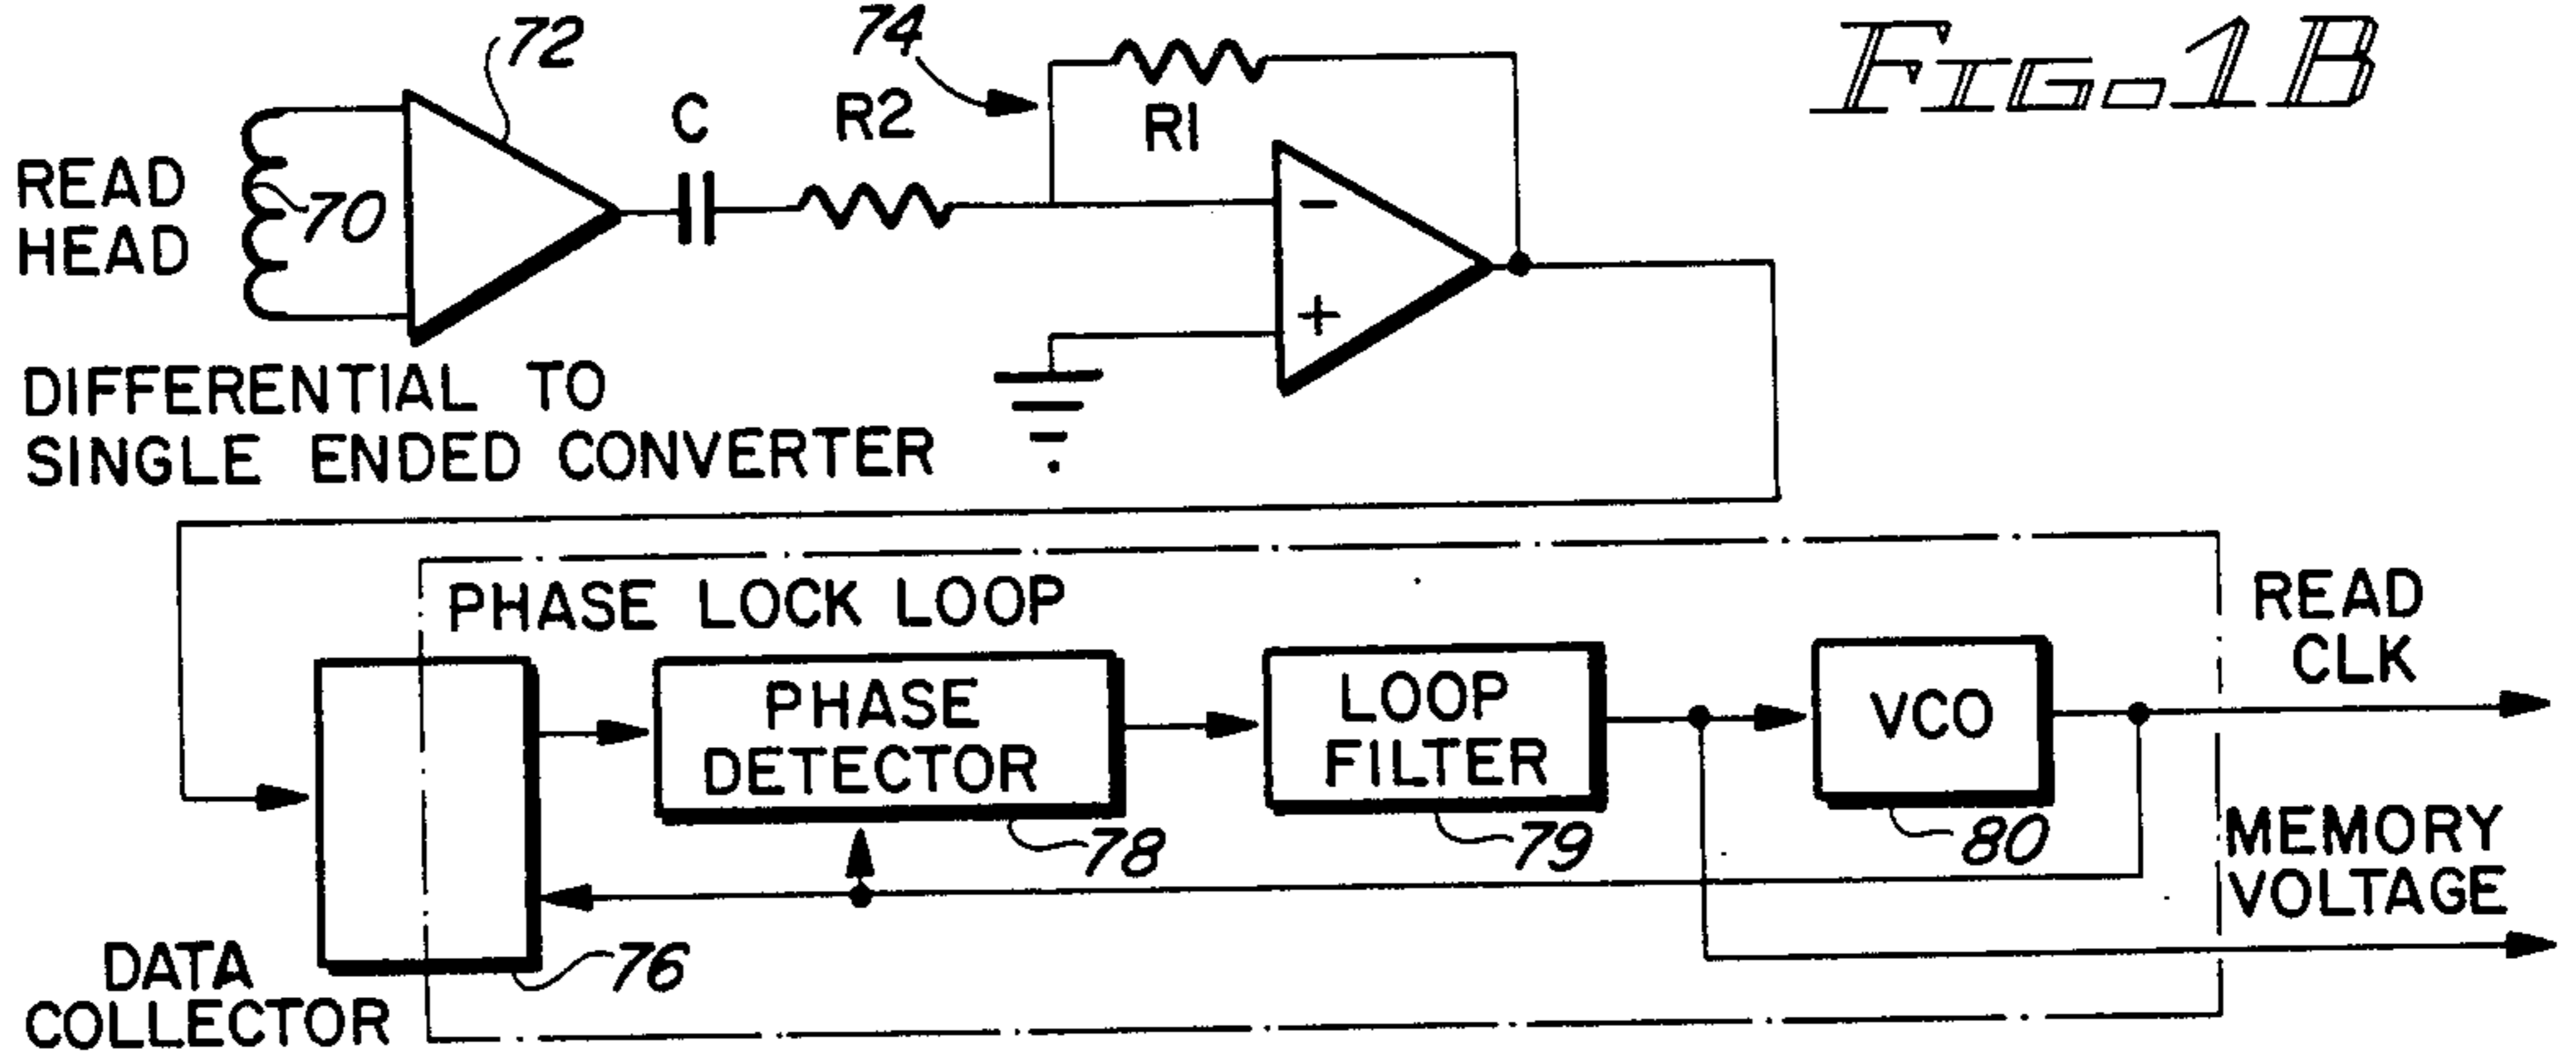 FIG. 1B
72
74
C
R2
R1
READ
HEAD
70
-
+
DIFFERENTIAL TO
SINGLE ENDED CONVERTER
PHASE LOCK LOOP
READ
CLK
PHASE
DETECTOR
LOOP
FILTER
VCO
78
79
80
MEMORY
VOLTAGE
DATA
COLLECTOR
76